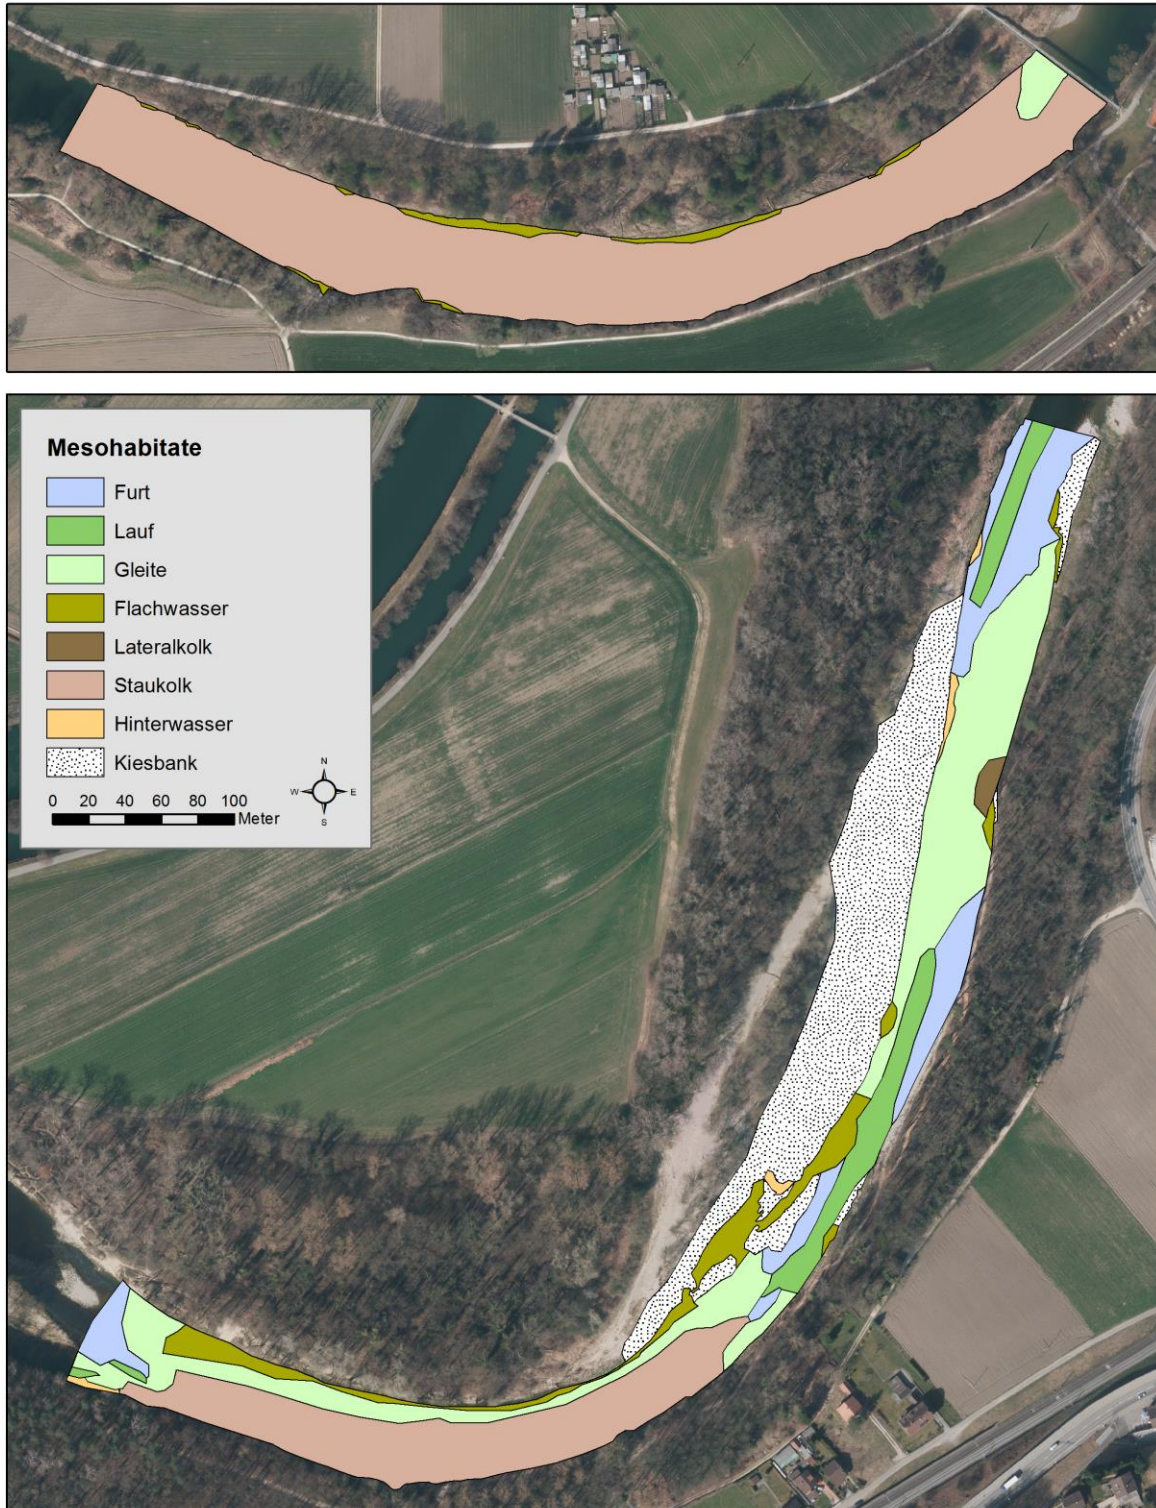 Mesohabitate
Furt
Lauf
Gleite
Flachwasser
Lateralkolk
Staukolk
Hinterwasser
Kiesbank
N
W E
S
0 20 40 60 80 100
Meter